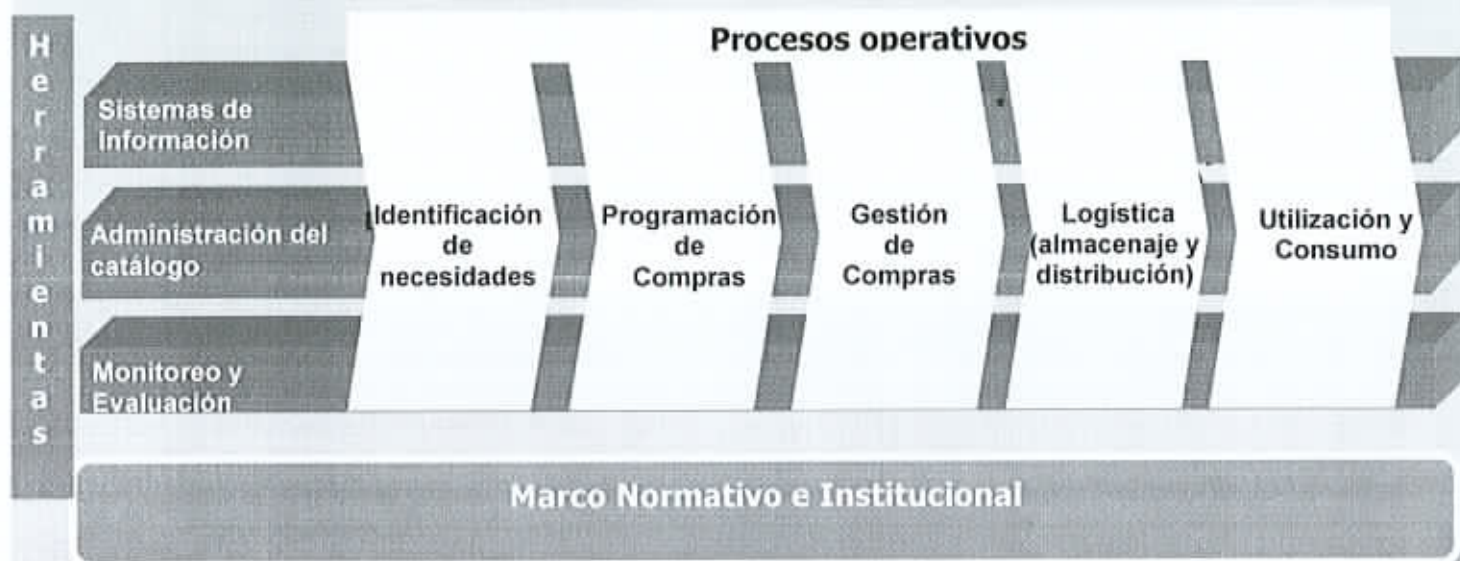 Herramientas
Procesos operativos
Sistemas de
Información
Administración del
catálogo
Monitoreo y
Evaluación
Identificación
de
necesidades
Programación
de
Compras
Gestión
de
Compras
Logística
(almacenaje y
distribución)
Utilización y
Consumo
Marco Normativo e Institucional